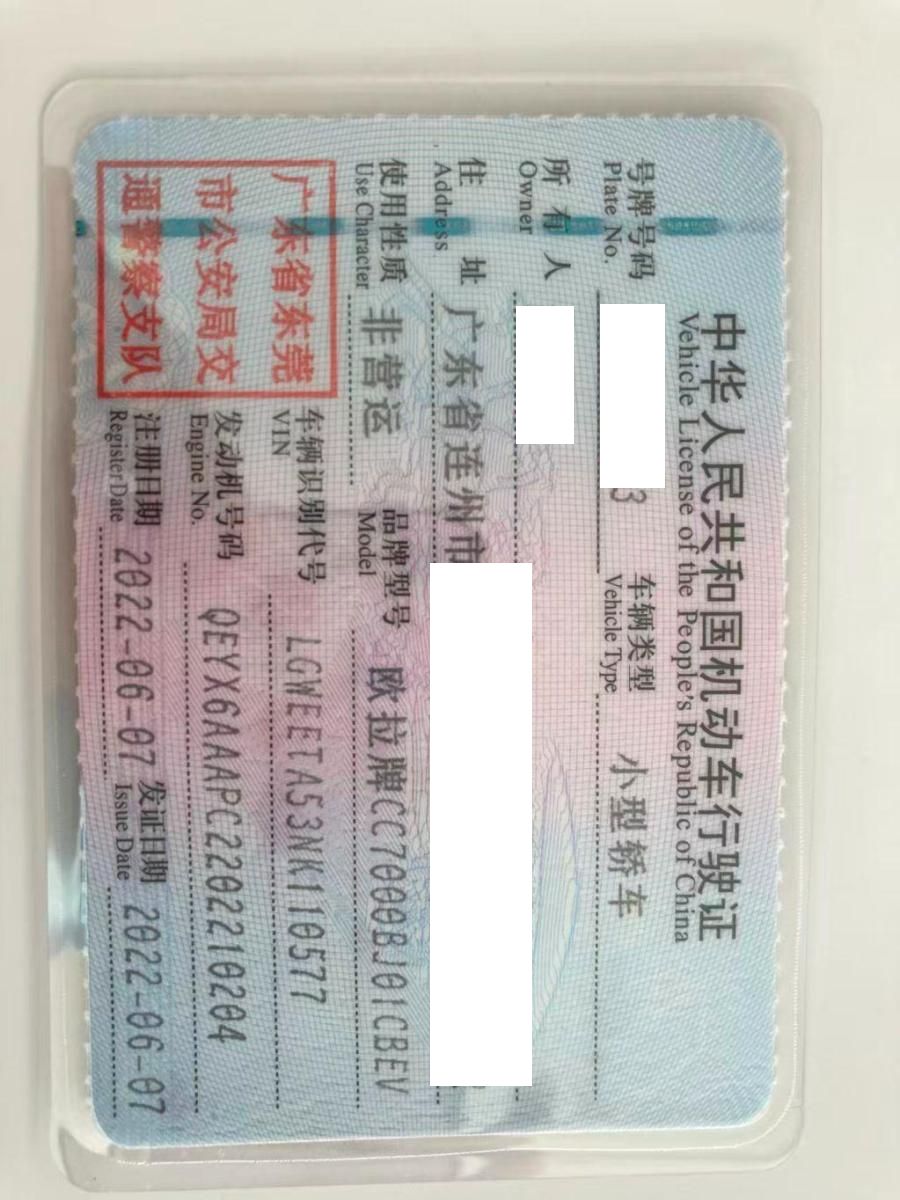 中华人民共和国机动车行驶证
Vehicle License of the People's Republic of China
号牌号码 3 车辆类型 小型轿车
Plate No. Vehicle Type
所有人
Owner
住址 广东省连州市
Address
使用性质 非营运 品牌型号 欧拉牌CC7000BJ01CBEV
Use Character Model
广东省东莞
市公安局交
通警察支队
车辆识别代号 LGWEETA53NK110577
VIN
发动机号码 QEYX6AAAPC2202210204
Engine No.
注册日期 2022-06-07 发证日期 2022-06-07
Register Date Issue Date